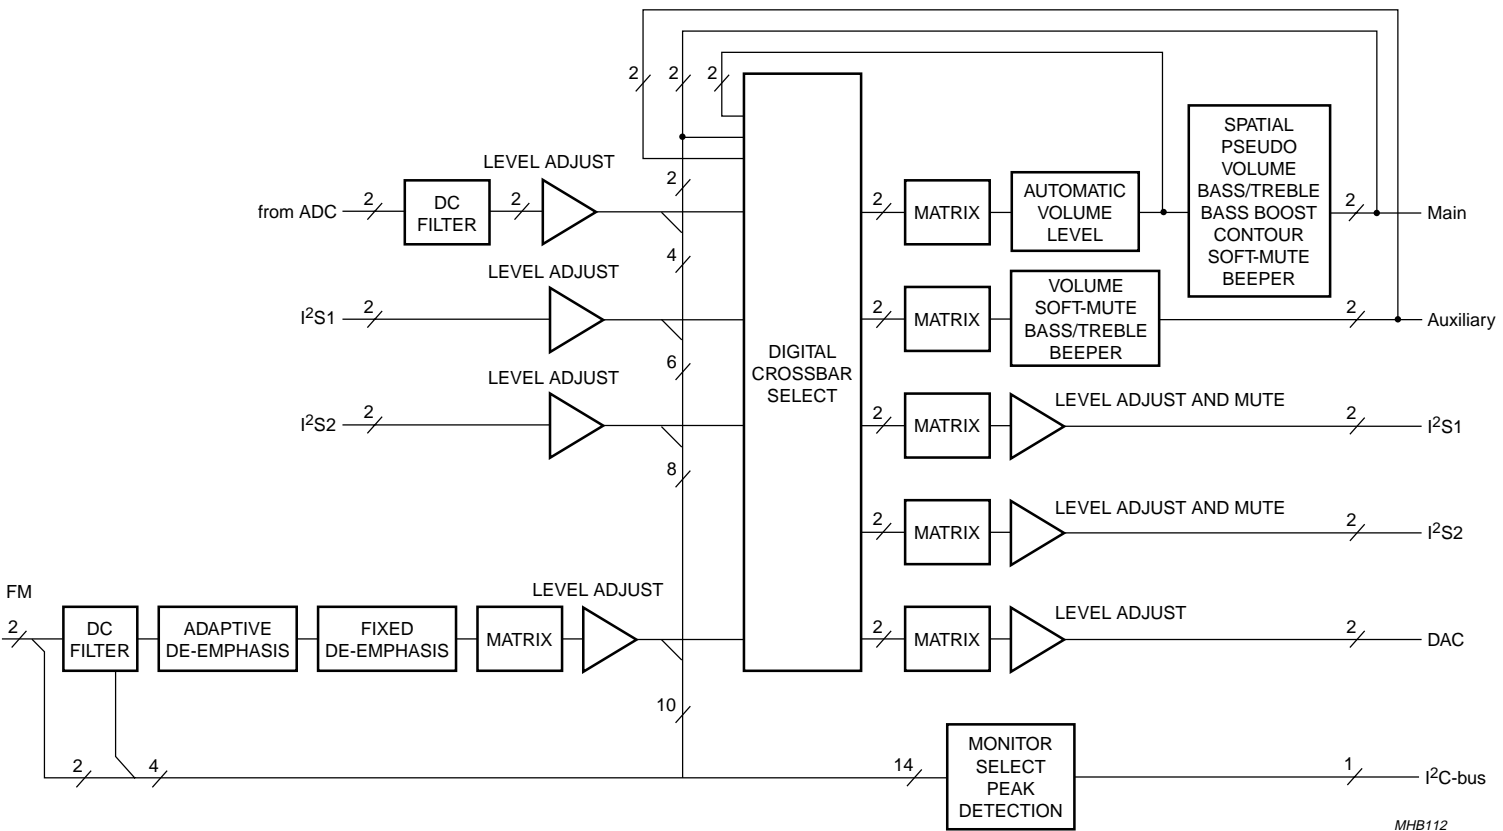 2
2
2
LEVEL ADJUST
from ADC
2
DC
FILTER
2
2
2
MATRIX
AUTOMATIC
VOLUME
LEVEL
SPATIAL
PSEUDO
VOLUME
BASS/TREBLE
BASS BOOST
CONTOUR
SOFT-MUTE
BEEPER
2
Main
LEVEL ADJUST
4
I2S1
2
2
MATRIX
VOLUME
SOFT-MUTE
BASS/TREBLE
BEEPER
2
Auxiliary
DIGITAL
CROSSBAR
SELECT
LEVEL ADJUST
6
I2S2
2
2
MATRIX
LEVEL ADJUST AND MUTE
2
I2S1
8
2
MATRIX
LEVEL ADJUST AND MUTE
2
I2S2
FM
2
DC
FILTER
ADAPTIVE
DE-EMPHASIS
FIXED
DE-EMPHASIS
MATRIX
LEVEL ADJUST
2
MATRIX
LEVEL ADJUST
2
DAC
10
2
4
14
MONITOR
SELECT
PEAK
DETECTION
1
I2C-bus
MHB112